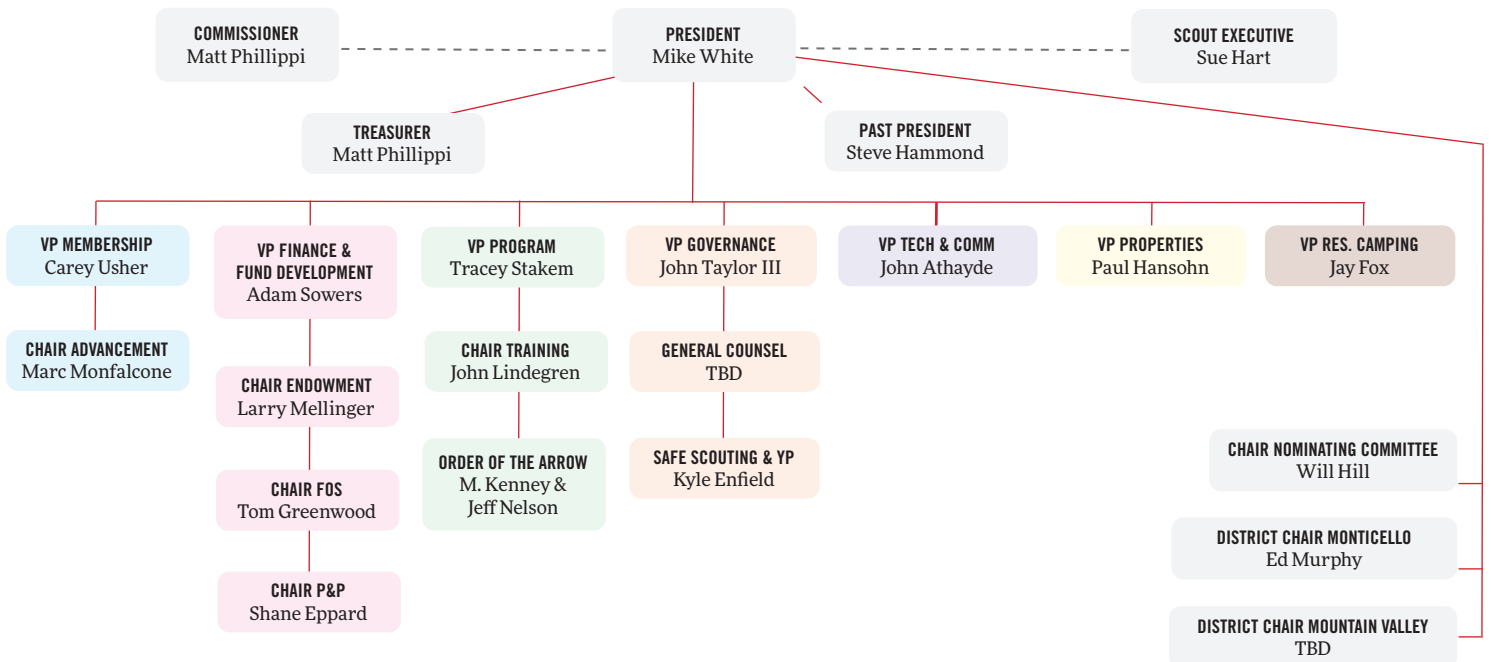 COMMISSIONER
Matt Phillippi
PRESIDENT
Mike White
SCOUT EXECUTIVE
Sue Hart
TREASURER
Matt Phillippi
PAST PRESIDENT
Steve Hammond
VP MEMBERSHIP
Carey Usher
CHAIR ADVANCEMENT
Marc Monfalcone
VP FINANCE &
FUND DEVELOPMENT
Adam Sowers
CHAIR ENDOWMENT
Larry Mellinger
CHAIR FOS
Tom Greenwood
CHAIR P&P
Shane Eppard
VP PROGRAM
Tracey Stakem
CHAIR TRAINING
John Lindegren
ORDER OF THE ARROW
M. Kenney &
Jeff Nelson
VP GOVERNANCE
John Taylor III
GENERAL COUNSEL
TBD
SAFE SCOUTING & YP
Kyle Enfield
VP TECH & COMM
John Athayde
VP PROPERTIES
Paul Hansohn
VP RES. CAMPING
Jay Fox
CHAIR NOMINATING COMMITTEE
Will Hill
DISTRICT CHAIR MONTICELLO
Ed Murphy
DISTRICT CHAIR MOUNTAIN VALLEY
TBD